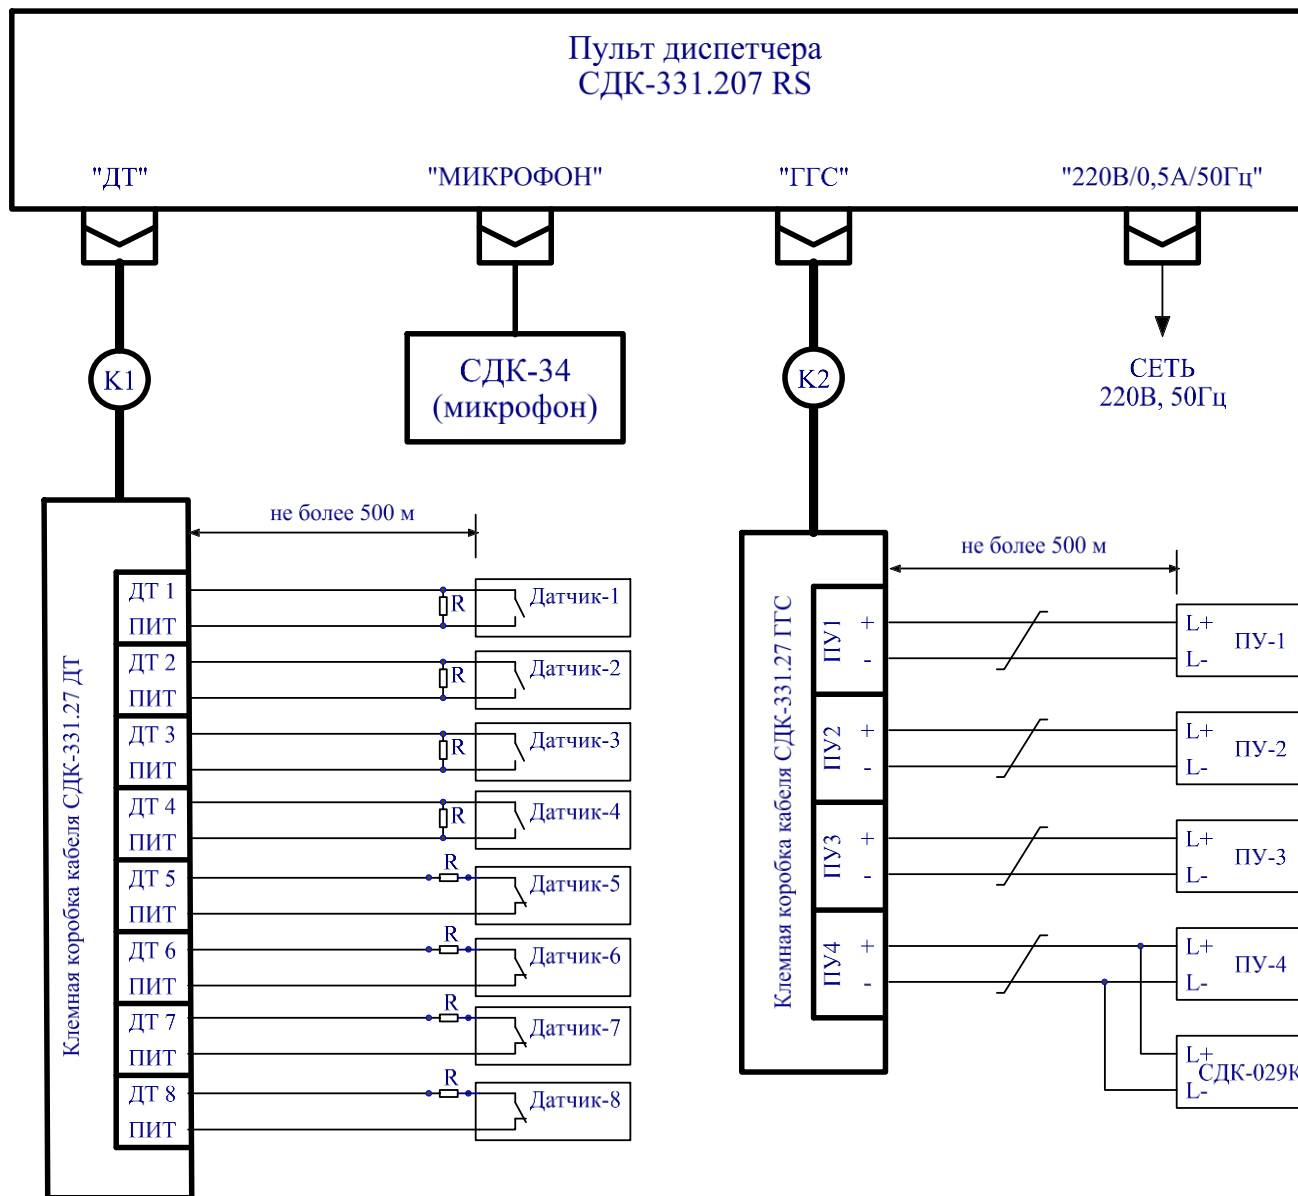 Пульт диспетчера
СДК-331.207 RS
"ДТ"
"МИКРОФОН"
"ГГС"
"220В/0,5А/50Гц"
К1
СДК-34
(микрофон)
К2
СЕТЬ
220В, 50Гц
не более 500 м
Клемная коробка кабеля СДК-331.27 ДТ
ДТ 1
ПИТ
R
Датчик-1
ДТ 2
ПИТ
R
Датчик-2
ДТ 3
ПИТ
R
Датчик-3
ДТ 4
ПИТ
R
Датчик-4
ДТ 5
ПИТ
R
Датчик-5
ДТ 6
ПИТ
R
Датчик-6
ДТ 7
ПИТ
R
Датчик-7
ДТ 8
ПИТ
R
Датчик-8
не более 500 м
Клемная коробка кабеля СДК-331.27 ГГС
ПУ1
+
-
L+
L-
ПУ-1
ПУ2
+
-
L+
L-
ПУ-2
ПУ3
+
-
L+
L-
ПУ-3
ПУ4
+
-
L+
L-
ПУ-4
L+
L-
СДК-029К